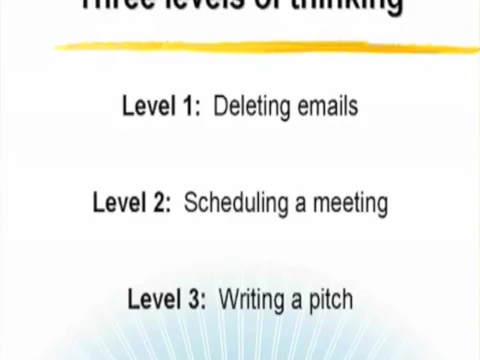 Three levels of thinking
Level 1: Deleting emails
Level 2: Scheduling a meeting
Level 3: Writing a pitch